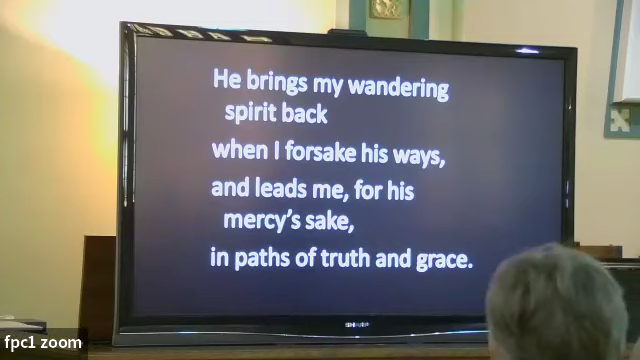 He brings my wandering
spirit back
when I forsake his ways,
and leads me, for his
mercy's sake,
in paths of truth and grace.
SHARP
fpc1 zoom